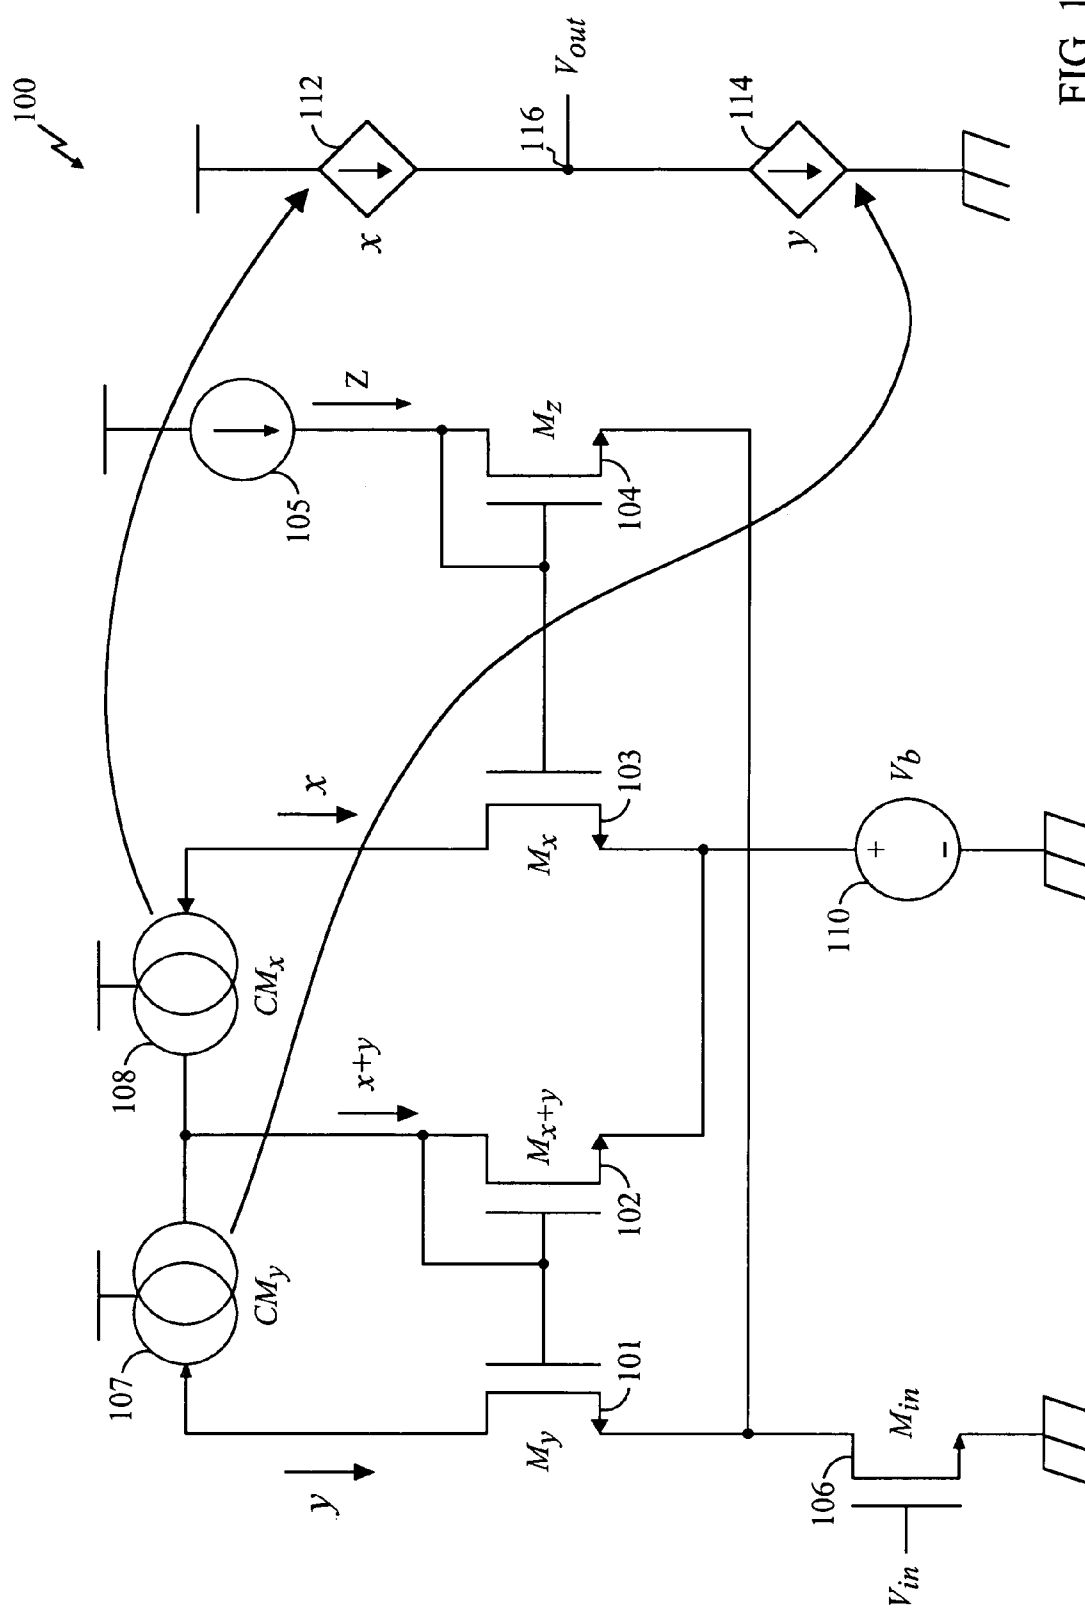 100
112
x
116
V_out
114
y
105
Z
M_z
104
x
CM_x
108
103
M_x
V_b
110
+
-
x+y
M_x+y
102
CM_y
107
101
M_y
y
106
M_in
V_in
FIG. 1